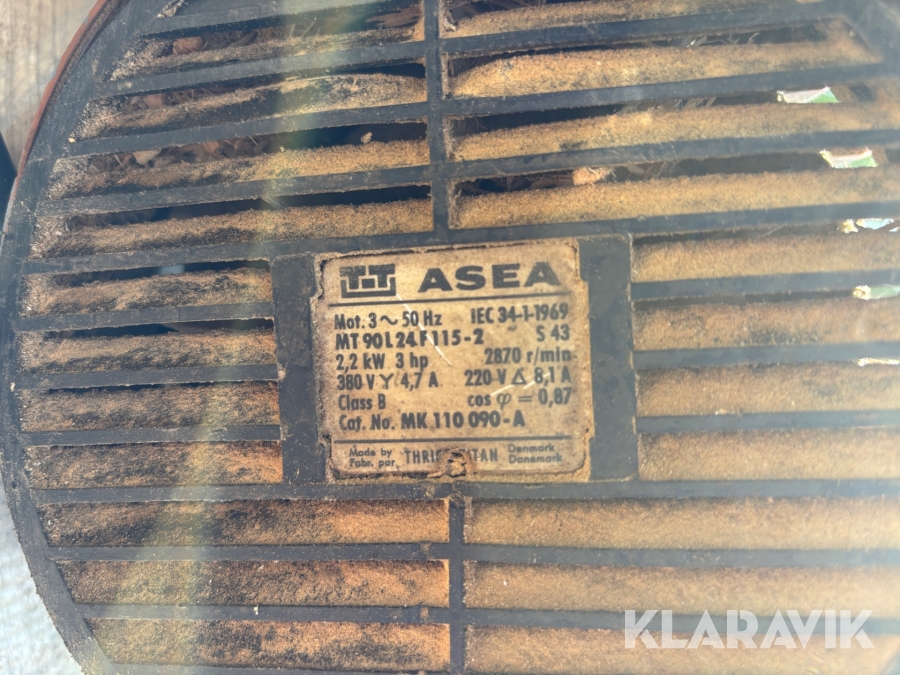 TTT ASEA
Mot. 3~50 Hz IEC 34-1-1969
MT 90 L 24 F 115-2 S 43
2,2 kW 3 hp 2870 r/min
380 V Y 4,7 A 220 V Δ 8,1 A
Class B cos φ = 0,87
Cat. No. MK 110 090-A
Made by Denmark
Fabr. par Danemark
KLARAVIK